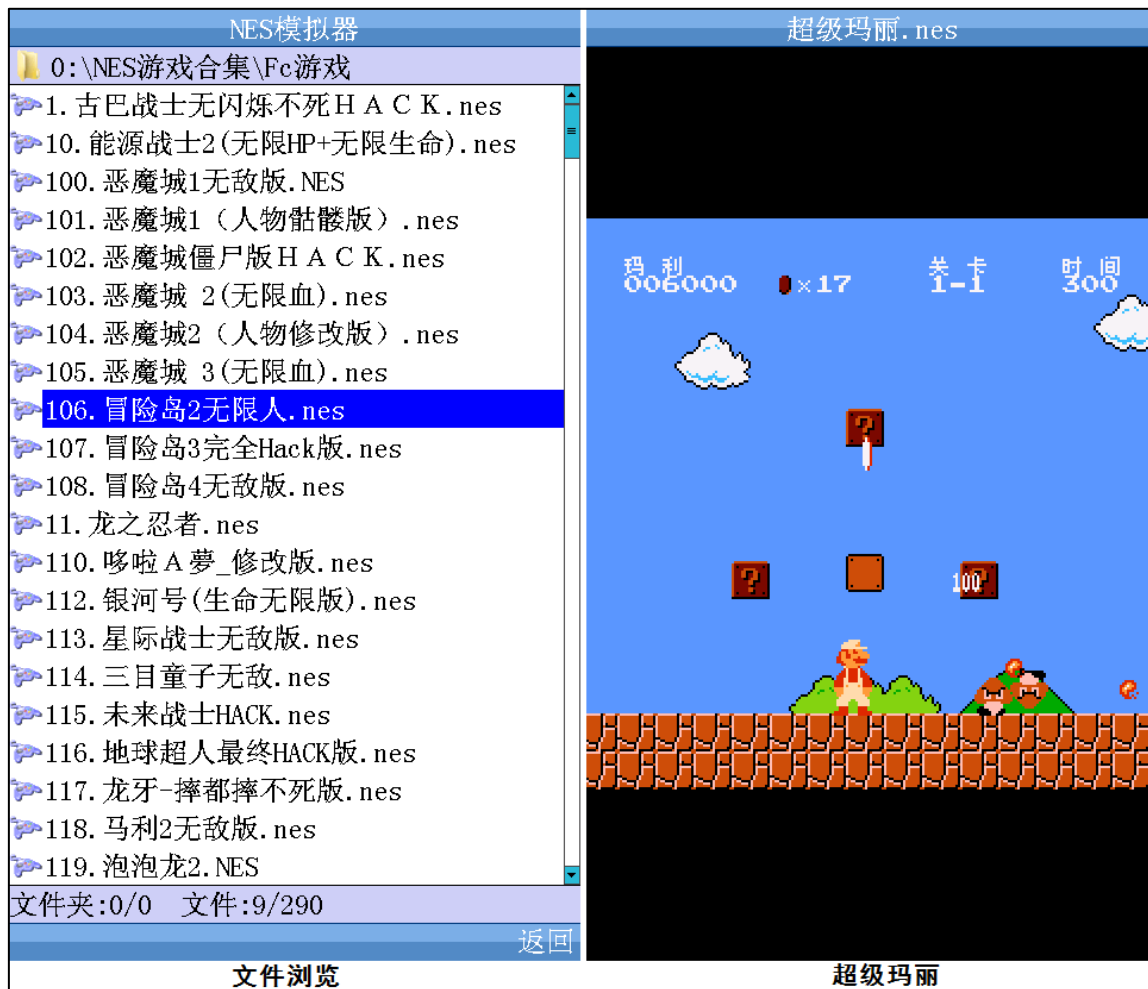 NES模拟器
0:\NES游戏合集\Fc游戏
1.古巴战士无闪烁不死ＨＡＣＫ.nes
10.能源战士2(无限HP+无限生命).nes
100.恶魔城1无敌版.NES
101.恶魔城1（人物骷髅版）.nes
102.恶魔城僵尸版ＨＡＣＫ.nes
103.恶魔城 2(无限血).nes
104.恶魔城2（人物修改版）.nes
105.恶魔城 3(无限血).nes
106.冒险岛2无限人.nes
107.冒险岛3完全Hack版.nes
108.冒险岛4无敌版.nes
11.龙之忍者.nes
110.哆啦Ａ夢_修改版.nes
112.银河号(生命无限版).nes
113.星际战士无敌版.nes
114.三目童子无敌.nes
115.未来战士HACK.nes
116.地球超人最终HACK版.nes
117.龙牙-摔都摔不死版.nes
118.马利2无敌版.nes
119.泡泡龙2.NES
文件夹:0/0 文件:9/290
返回
文件浏览
超级玛丽.nes
玛利 关卡 时间
006000 ×17 1-1 300
?
? ?
100
超级玛丽